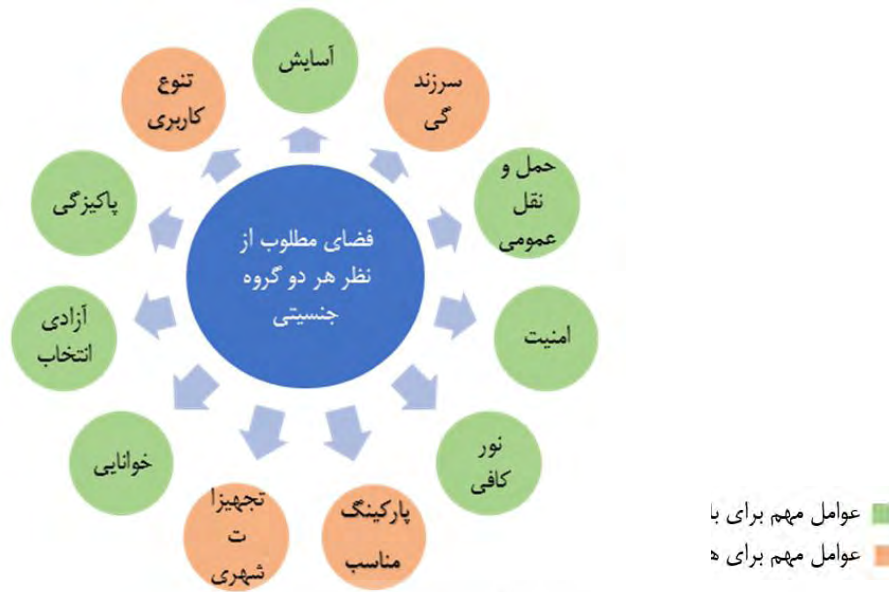 آسایش
سرزند
گی
حمل و
نقل
عمومی
امنیت
نور
کافی
پارکینگ
مناسب
تجهیزا
ت
شهری
خوانایی
آزادی
انتخاب
پاکیزگی
تنوع
کاربری
فضای مطلوب از
نظر هر دو گروه
جنسیتی
عوامل مهم برای
عوامل مهم برای